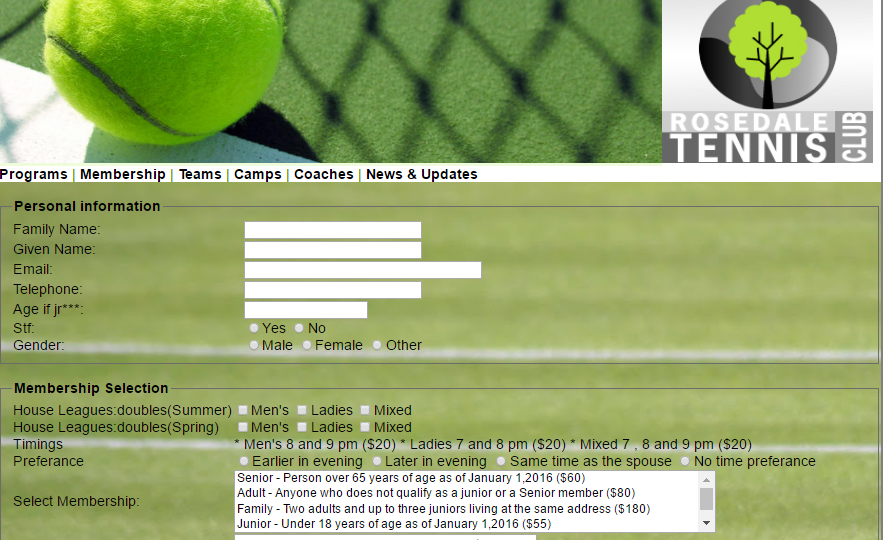 ROSEDALE
TENNIS
CLUB
Programs | Membership | Teams | Camps | Coaches | News & Updates
Personal information
Family Name:
Given Name:
Email:
Telephone:
Age if jr***:
Stf: Yes No
Gender: Male Female Other
Membership Selection
House Leagues:doubles(Summer) Men's Ladies Mixed
House Leagues:doubles(Spring) Men's Ladies Mixed
Timings * Men's 8 and 9 pm ($20) * Ladies 7 and 8 pm ($20) * Mixed 7 , 8 and 9 pm ($20)
Preferance Earlier in evening Later in evening Same time as the spouse No time preferance
Select Membership:
Senior - Person over 65 years of age as of January 1,2016 ($60)
Adult - Anyone who does not qualify as a junior or a Senior member ($80)
Family - Two adults and up to three juniors living at the same address ($180)
Junior - Under 18 years of age as of January 1,2016 ($55)